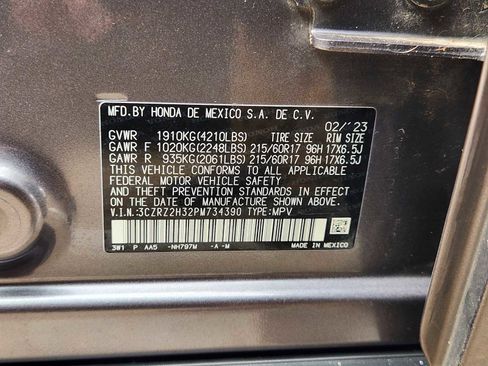 MFD.BY HONDA DE MEXICO S.A. DE C.V.
02/'23
GVWR 1910KG(4210LBS) TIRE SIZE RIM SIZE
GAWR F 1020KG(2248LBS) 215/60R17 96H 17X6.5J
GAWR R 935KG(2061LBS) 215/60R17 96H 17X6.5J
THIS VEHICLE CONFORMS TO ALL APPLICABLE
FEDERAL MOTOR VEHICLE SAFETY AND
THEFT PREVENTION STANDARDS IN EFFECT ON
THE DATE OF MANUFACTURE SHOWN ABOVE.
V.I.N.:3CZRZ2H32PM734390 TYPE:MPV
3W1 P AA5 -NH797M -A -M
MADE IN MEXICO